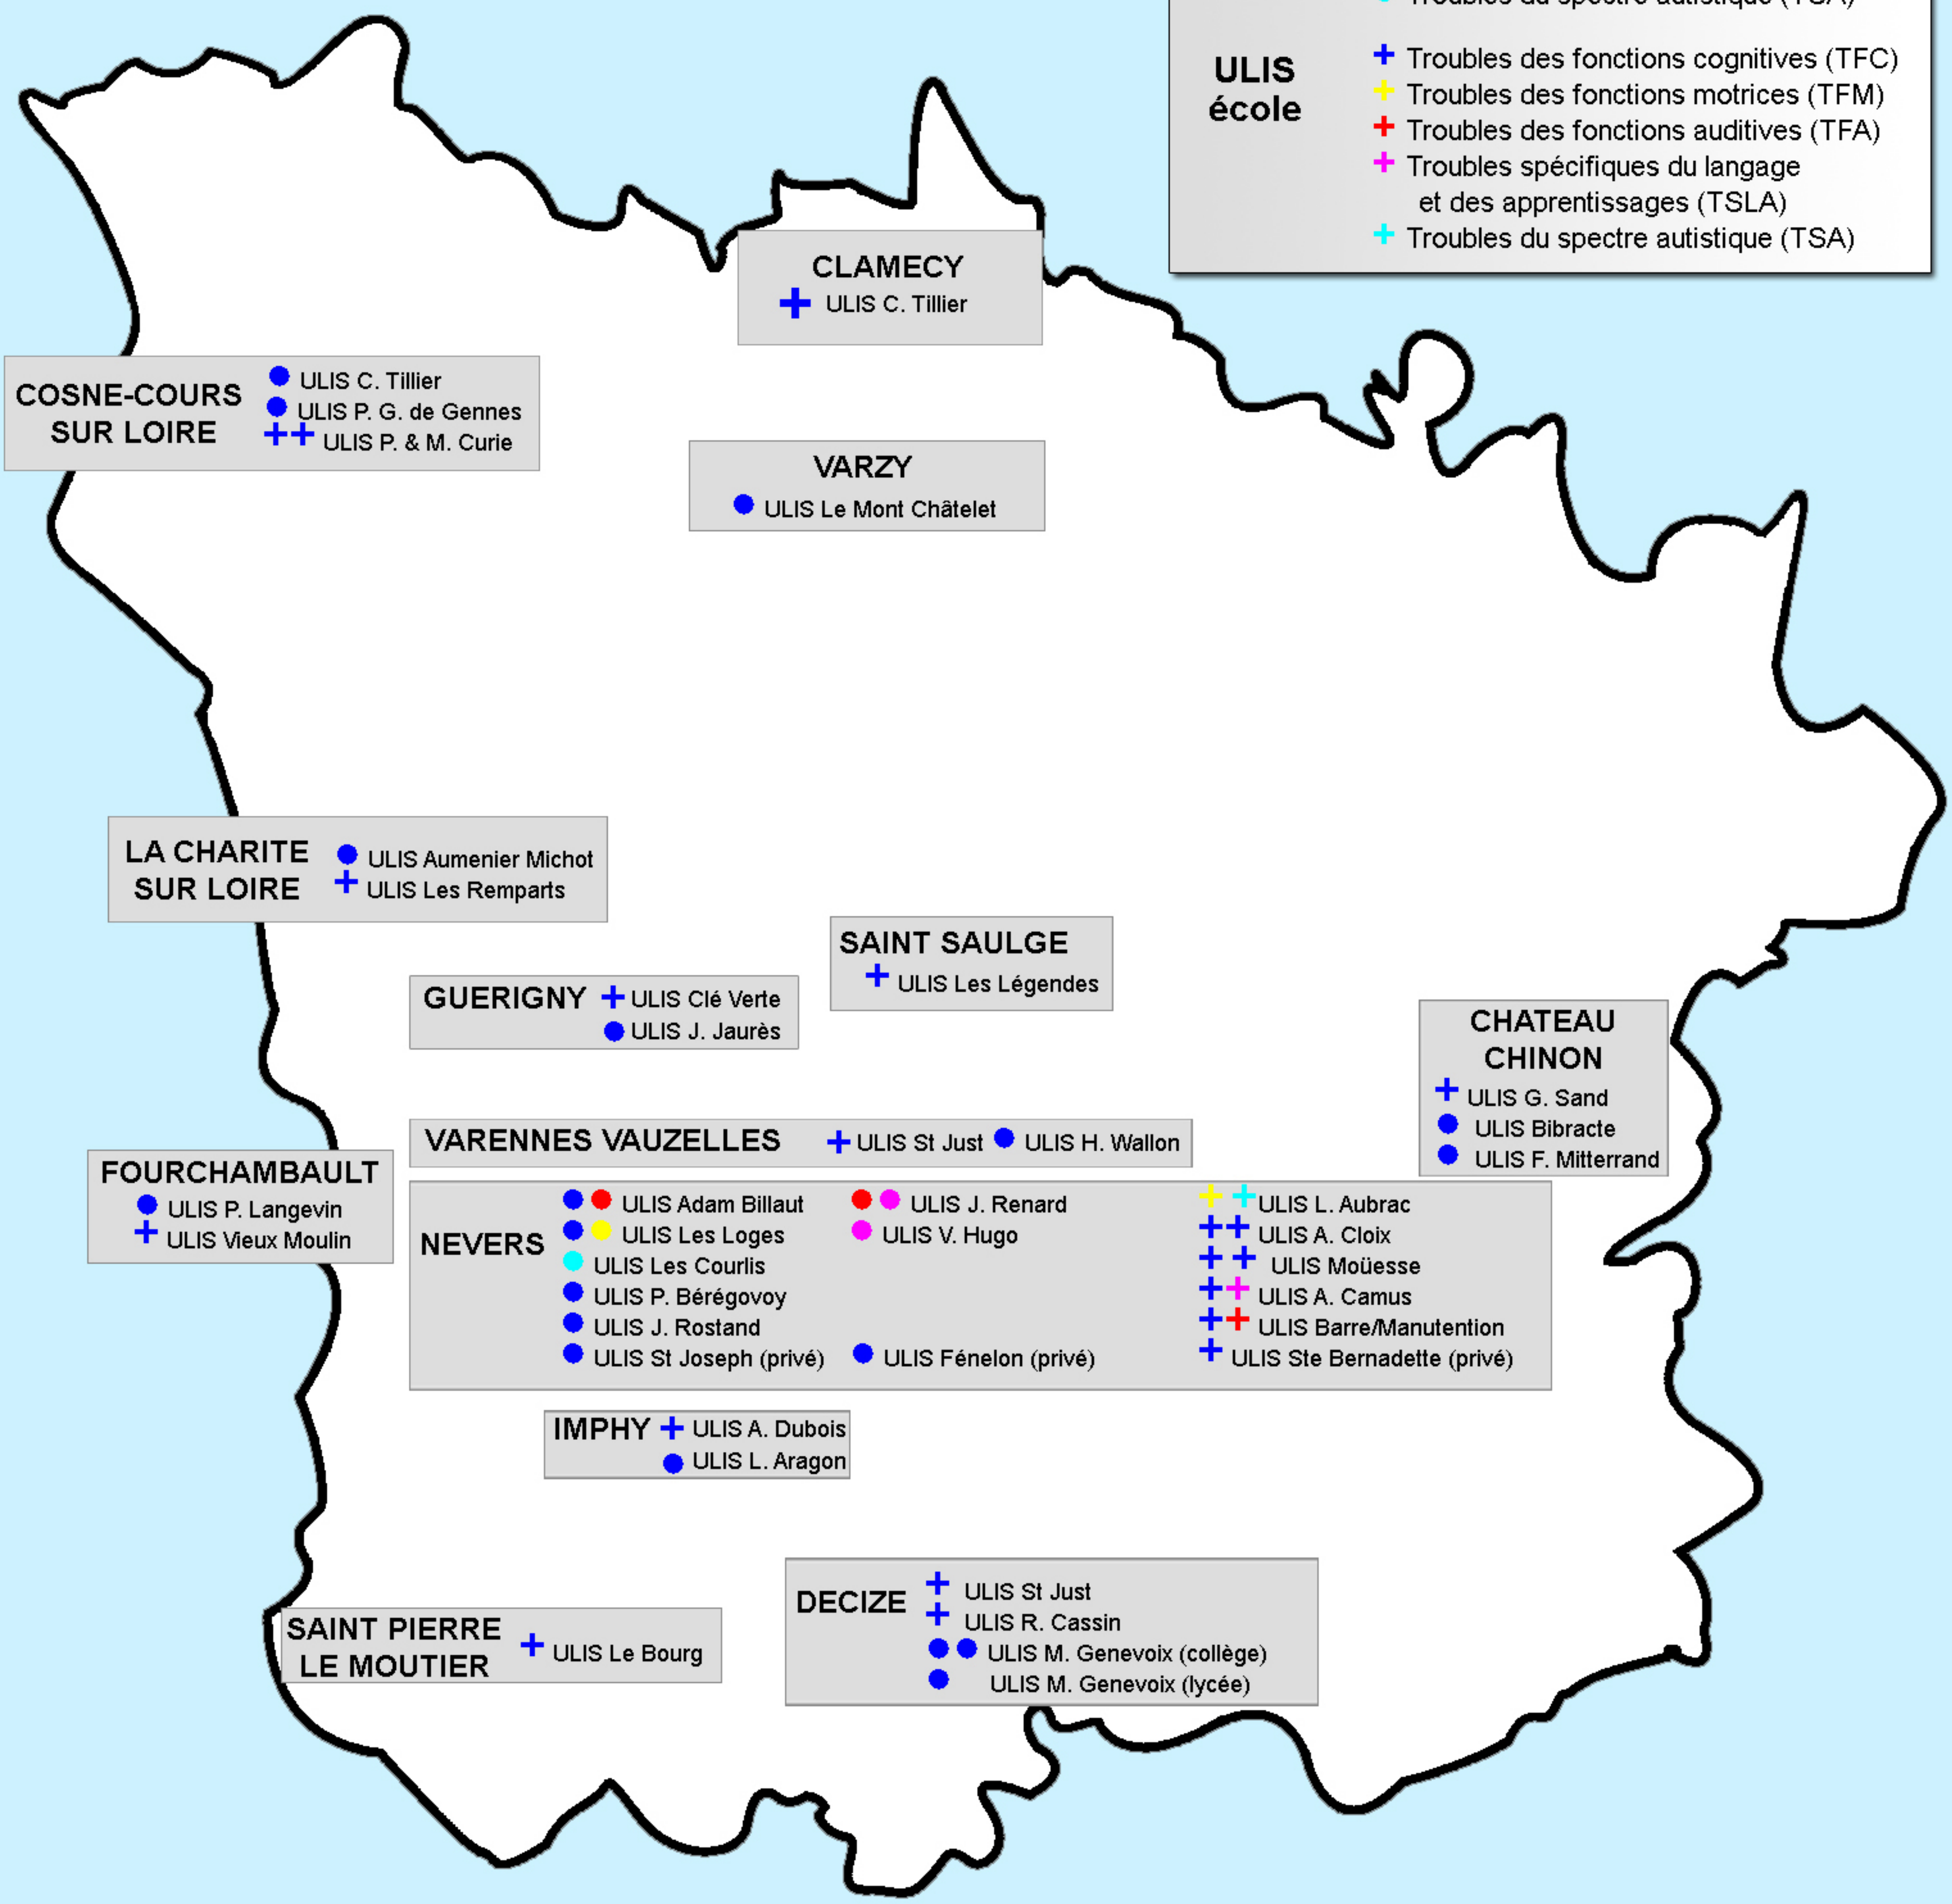 Troubles du spectre autistique (TSA)
ULIS
école
Troubles des fonctions cognitives (TFC)
Troubles des fonctions motrices (TFM)
Troubles des fonctions auditives (TFA)
Troubles spécifiques du langage
et des apprentissages (TSLA)
Troubles du spectre autistique (TSA)
CLAMECY
ULIS C. Tillier
COSNE-COURS
SUR LOIRE
ULIS C. Tillier
ULIS P. G. de Gennes
ULIS P. & M. Curie
VARZY
ULIS Le Mont Châtelet
LA CHARITE
SUR LOIRE
ULIS Aumenier Michot
ULIS Les Remparts
SAINT SAULGE
ULIS Les Légendes
GUERIGNY
ULIS Clé Verte
ULIS J. Jaurès
CHATEAU
CHINON
ULIS G. Sand
ULIS Bibracte
ULIS F. Mitterrand
VARENNES VAUZELLES
ULIS St Just
ULIS H. Wallon
FOURCHAMBAULT
ULIS P. Langevin
ULIS Vieux Moulin
NEVERS
ULIS Adam Billaut
ULIS Les Loges
ULIS Les Courlis
ULIS P. Bérégovoy
ULIS J. Rostand
ULIS St Joseph (privé)
ULIS J. Renard
ULIS V. Hugo
ULIS Fénelon (privé)
ULIS L. Aubrac
ULIS A. Cloix
ULIS Moüesse
ULIS A. Camus
ULIS Barre/Manutention
ULIS Ste Bernadette (privé)
IMPHY
ULIS A. Dubois
ULIS L. Aragon
DECIZE
ULIS St Just
ULIS R. Cassin
ULIS M. Genevoix (collège)
ULIS M. Genevoix (lycée)
SAINT PIERRE
LE MOUTIER
ULIS Le Bourg